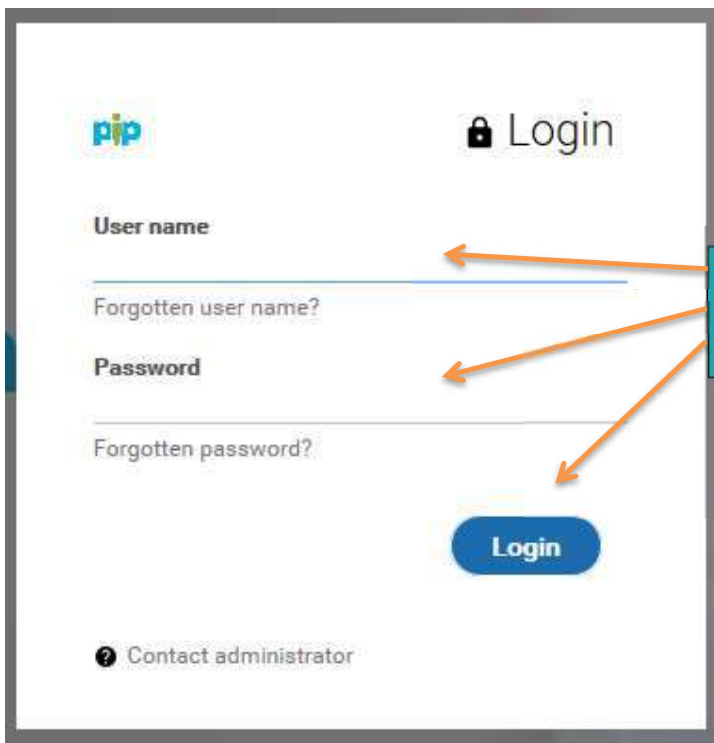 pip
Login
User name
Forgotten user name?
Password
Forgotten password?
Login
Contact administrator